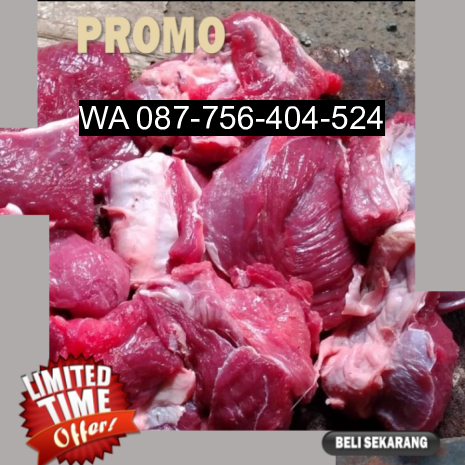 PROMO
WA 087-756-404-524
LIMITED
TIME
Offer!
BELI SEKARANG